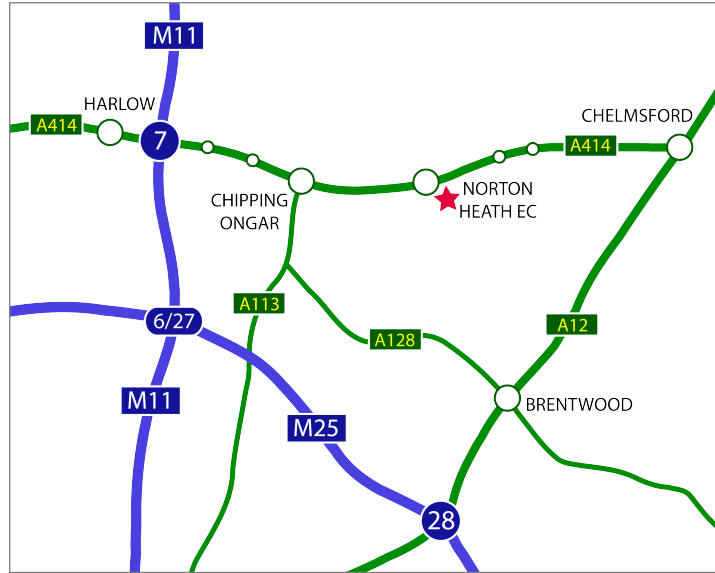 M11
HARLOW
A414
7
CHELMSFORD
A414
CHIPPING
ONGAR
NORTON
HEATH EC
A113
6/27
A128
A12
M11
M25
BRENTWOOD
28